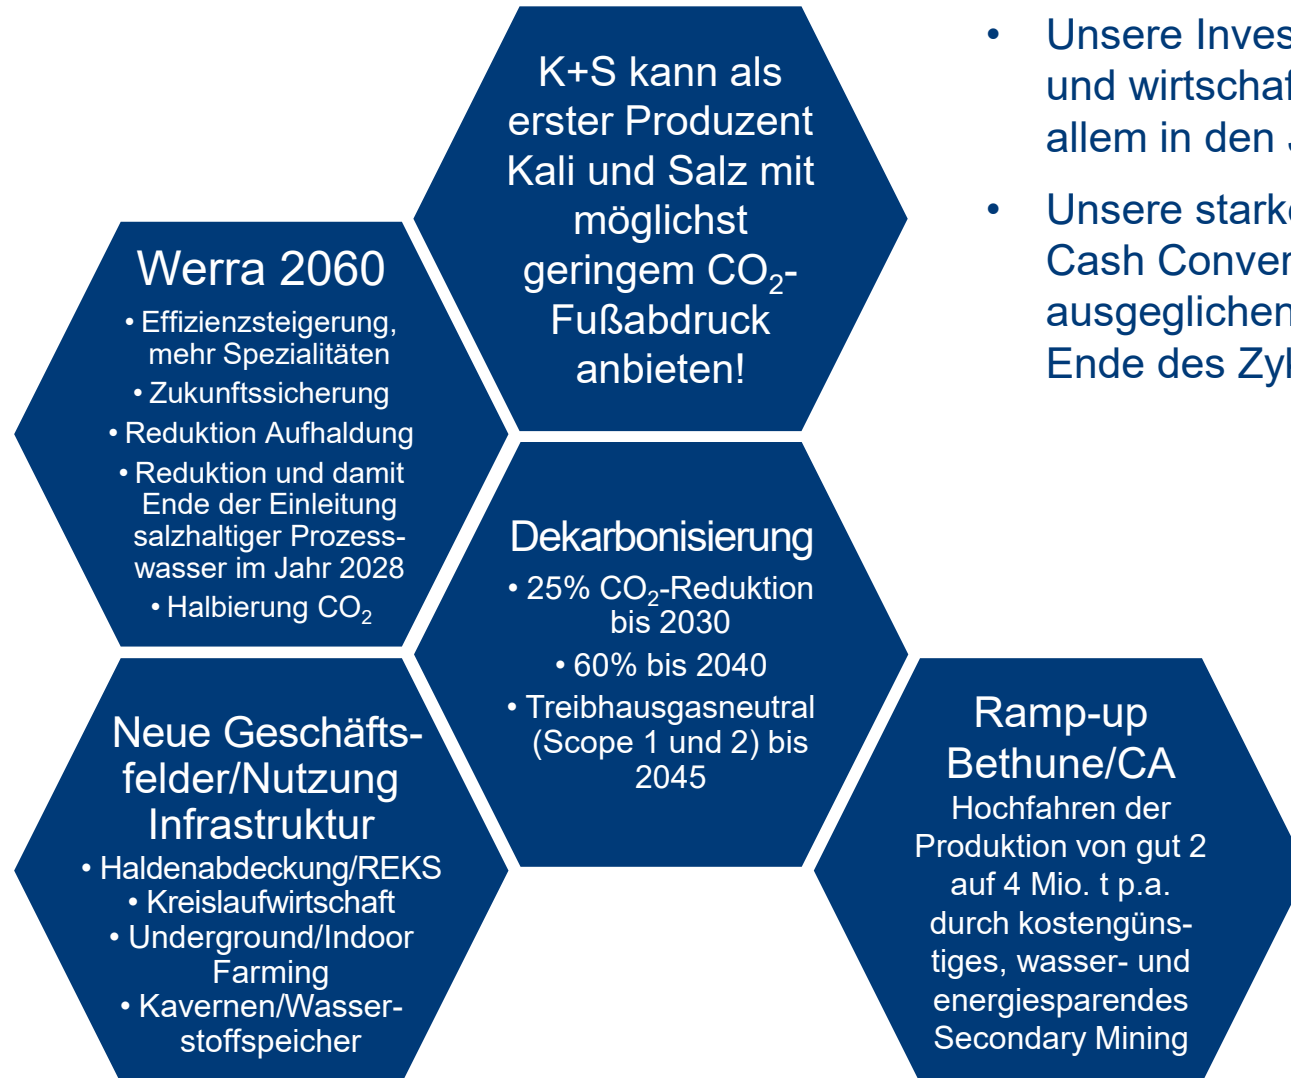 K+S kann als
erster Produzent
Kali und Salz mit
möglichst
geringem CO₂-
Fußabdruck
anbieten!
• Unsere
und
allem in den
• Unsere
Cash
ausgeglichen
Ende des
Werra 2060
• Effizienzsteigerung,
mehr Spezialitäten
• Zukunftssicherung
• Reduktion Aufhaldung
• Reduktion und damit
Ende der Einleitung
salzhaltiger Prozess-
wasser im Jahr 2028
• Halbierung CO₂
Dekarbonisierung
• 25% CO₂-Reduktion
bis 2030
• 60% bis 2040
• Treibhausgasneutral
(Scope 1 und 2) bis
2045
Neue Geschäfts-
felder/Nutzung
Infrastruktur
• Haldenabdeckung/REKS
• Kreislaufwirtschaft
• Underground/Indoor
Farming
• Kavernen/Wasser-
stoffspeicher
Ramp-up
Bethune/CA
Hochfahren der
Produktion von gut 2
auf 4 Mio. t p.a.
durch kostengüns-
tiges, wasser- und
energiesparendes
Secondary Mining